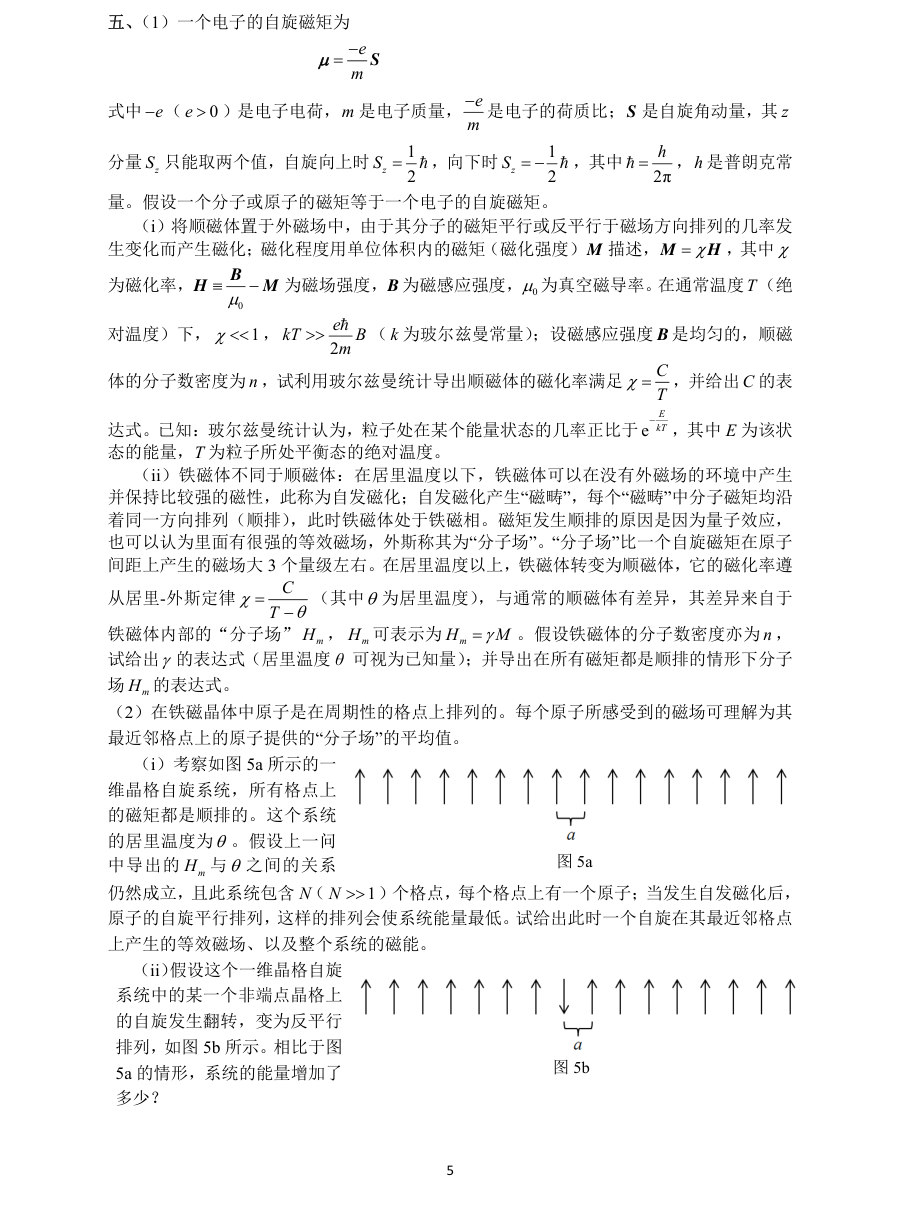 五、（1）一个电子的自旋磁矩为
μ = −e/m S
式中 −e（e > 0）是电子电荷，m 是电子质量，−e/m 是电子的荷质比；S 是自旋角动量，其 z
分量 S_z 只能取两个值，自旋向上时 S_z = 1/2 ℏ，向下时 S_z = −1/2 ℏ，其中 ℏ = h/2π，h 是普朗克常
量。假设一个分子或原子的磁矩等于一个电子的自旋磁矩。
（i）将顺磁体置于外磁场中，由于其分子的磁矩平行或反平行于磁场方向排列的几率发
生变化而产生磁化；磁化程度用单位体积内的磁矩（磁化强度）M 描述，M = χH，其中 χ
为磁化率，H ≡ B/μ₀ − M 为磁场强度，B 为磁感应强度，μ₀ 为真空磁导率。在通常温度 T（绝
对温度）下，χ << 1，kT >> eℏ/2m B（k 为玻尔兹曼常量）；设磁感应强度 B 是均匀的，顺磁
体的分子数密度为 n，试利用玻尔兹曼统计导出顺磁体的磁化率满足 χ = C/T，并给出 C 的表
达式。已知：玻尔兹曼统计认为，粒子处在某个能量状态的几率正比于 e^(−E/kT)，其中 E 为该状
态的能量，T 为粒子所处平衡态的绝对温度。
（ii）铁磁体不同于顺磁体：在居里温度以下，铁磁体可以在没有外磁场的环境中产生
并保持比较强的磁性，此称为自发磁化；自发磁化产生“磁畴”，每个“磁畴”中分子磁矩均沿
着同一方向排列（顺排），此时铁磁体处于铁磁相。磁矩发生顺排的原因是因为量子效应，
也可以认为里面有很强的等效磁场，外斯称其为“分子场”。“分子场”比一个自旋磁矩在原子
间距上产生的磁场大 3 个量级左右。在居里温度以上，铁磁体转变为顺磁体，它的磁化率遵
从居里-外斯定律 χ = C/(T − θ)（其中 θ 为居里温度），与通常的顺磁体有差异，其差异来自于
铁磁体内部的“分子场” H_m，H_m 可表示为 H_m = γM 。假设铁磁体的分子数密度亦为 n，
试给出 γ 的表达式（居里温度 θ 可视为已知量）；并导出在所有磁矩都是顺排的情形下分子
场 H_m 的表达式。
（2）在铁磁晶体中原子是在周期性的格点上排列的。每个原子所感受到的磁场可理解为其
最近邻格点上的原子提供的“分子场”的平均值。
（i）考察如图 5a 所示的一
维晶格自旋系统，所有格点上
的磁矩都是顺排的。这个系统
的居里温度为 θ 。假设上一问
中导出的 H_m 与 θ 之间的关系
a
图 5a
仍然成立，且此系统包含 N（N >> 1）个格点，每个格点上有一个原子；当发生自发磁化后，
原子的自旋平行排列，这样的排列会使系统能量最低。试给出此时一个自旋在其最近邻格点
上产生的等效磁场、以及整个系统的磁能。
（ii）假设这个一维晶格自旋
系统中的某一个非端点晶格上
的自旋发生翻转，变为反平行
排列，如图 5b 所示。相比于图
5a 的情形，系统的能量增加了
多少？
a
图 5b
5